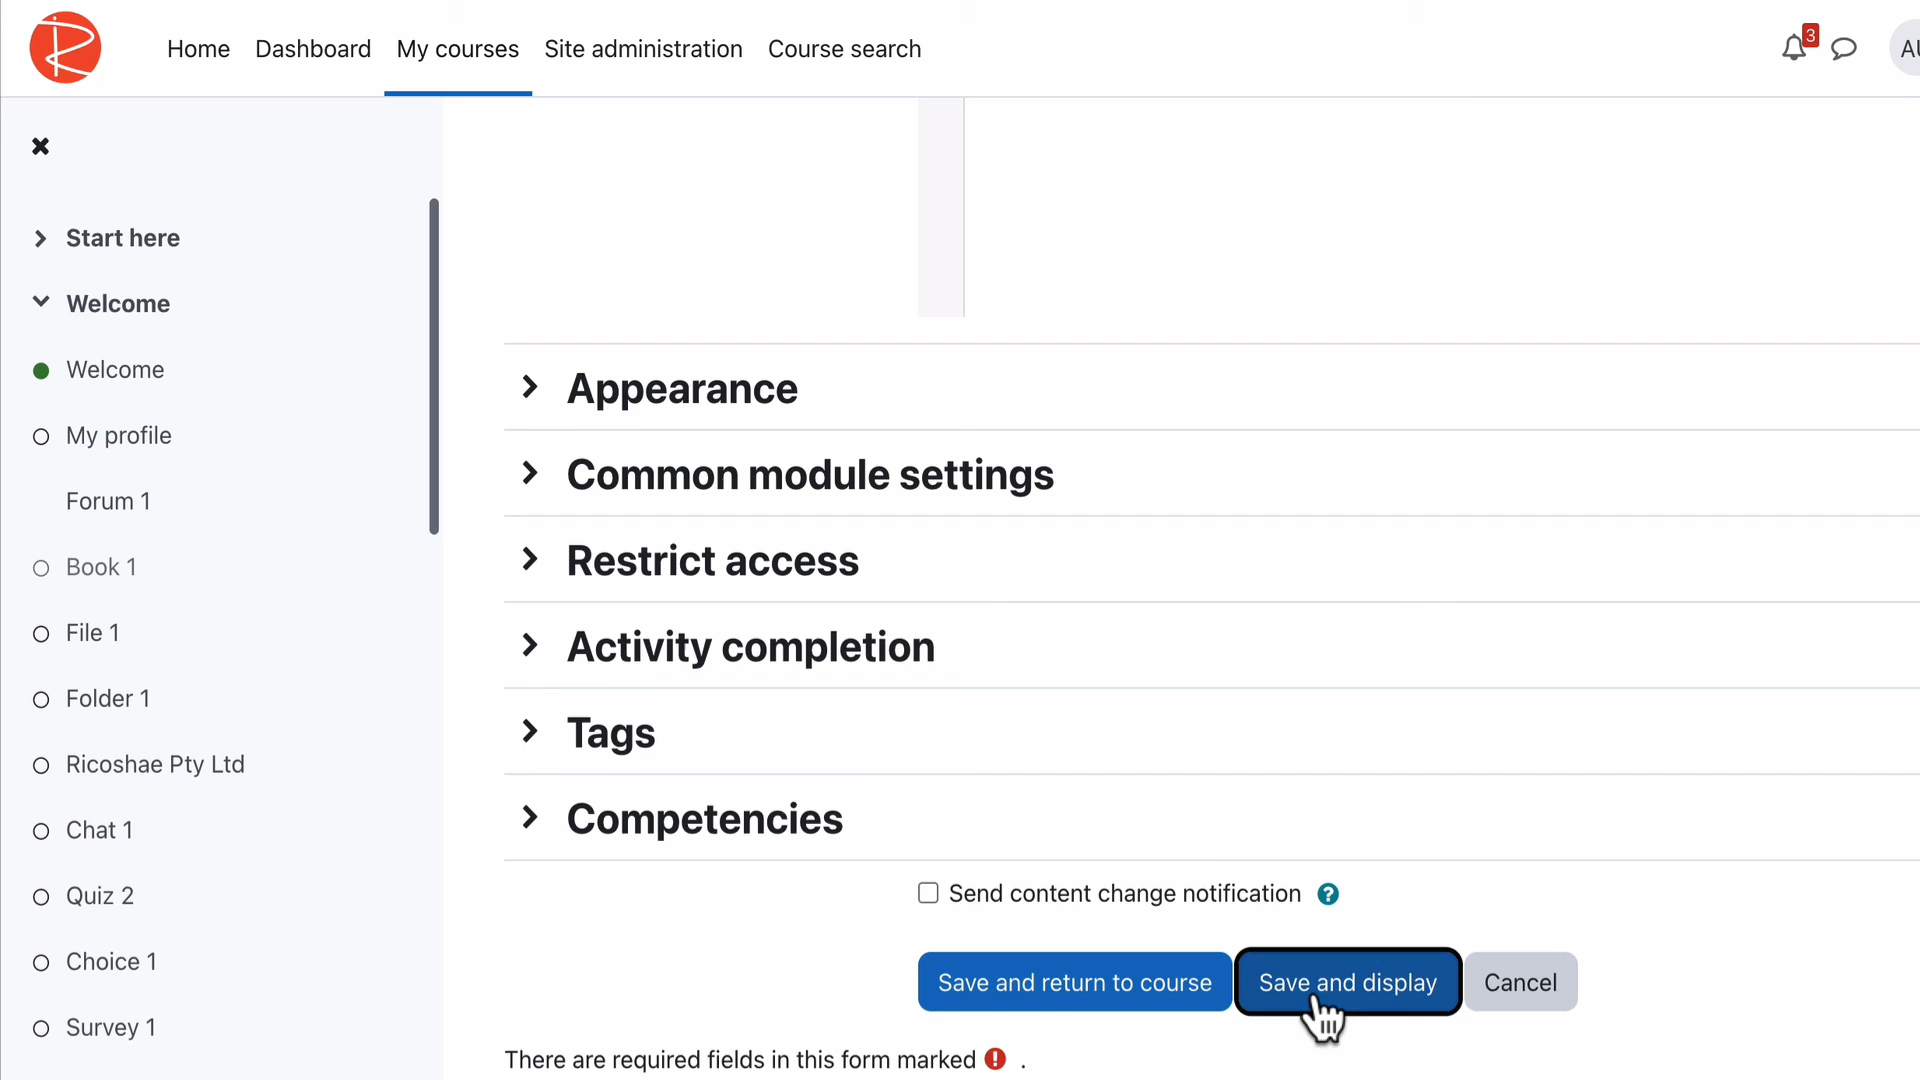 Home Dashboard My courses Site administration Course search
3
Start here
Welcome
Welcome
My profile
Forum 1
Book 1
File 1
Folder 1
Ricoshae Pty Ltd
Chat 1
Quiz 2
Choice 1
Survey 1
Appearance
Common module settings
Restrict access
Activity completion
Tags
Competencies
Send content change notification ?
Save and return to course Save and display Cancel
There are required fields in this form marked ! .